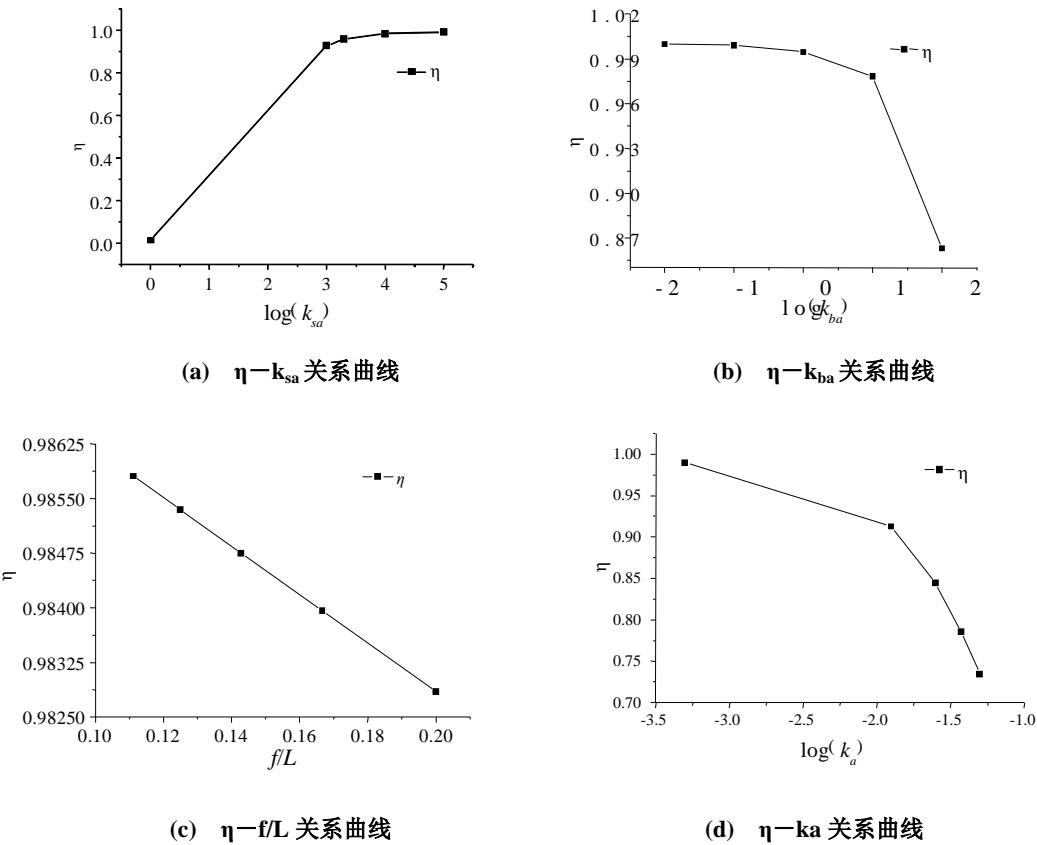 1.0
0.8
0.6
0.4
0.2
0.0
η
η
0 1 2 3 4 5
log( k_sa)
(a) η－k_sa 关系曲线
1.02
0.99
0.96
0.93
0.90
0.87
η
η
-2 -1 0 1 2
log(k_ba)
(b) η－k_ba 关系曲线
0.98625
0.98550
0.98475
0.98400
0.98325
0.98250
η
η
0.10 0.12 0.14 0.16 0.18 0.20
f/L
(c) η－f/L 关系曲线
1.00
0.95
0.90
0.85
0.80
0.75
0.70
η
η
-3.5 -3.0 -2.5 -2.0 -1.5 -1.0
log( k_a)
(d) η－ka 关系曲线